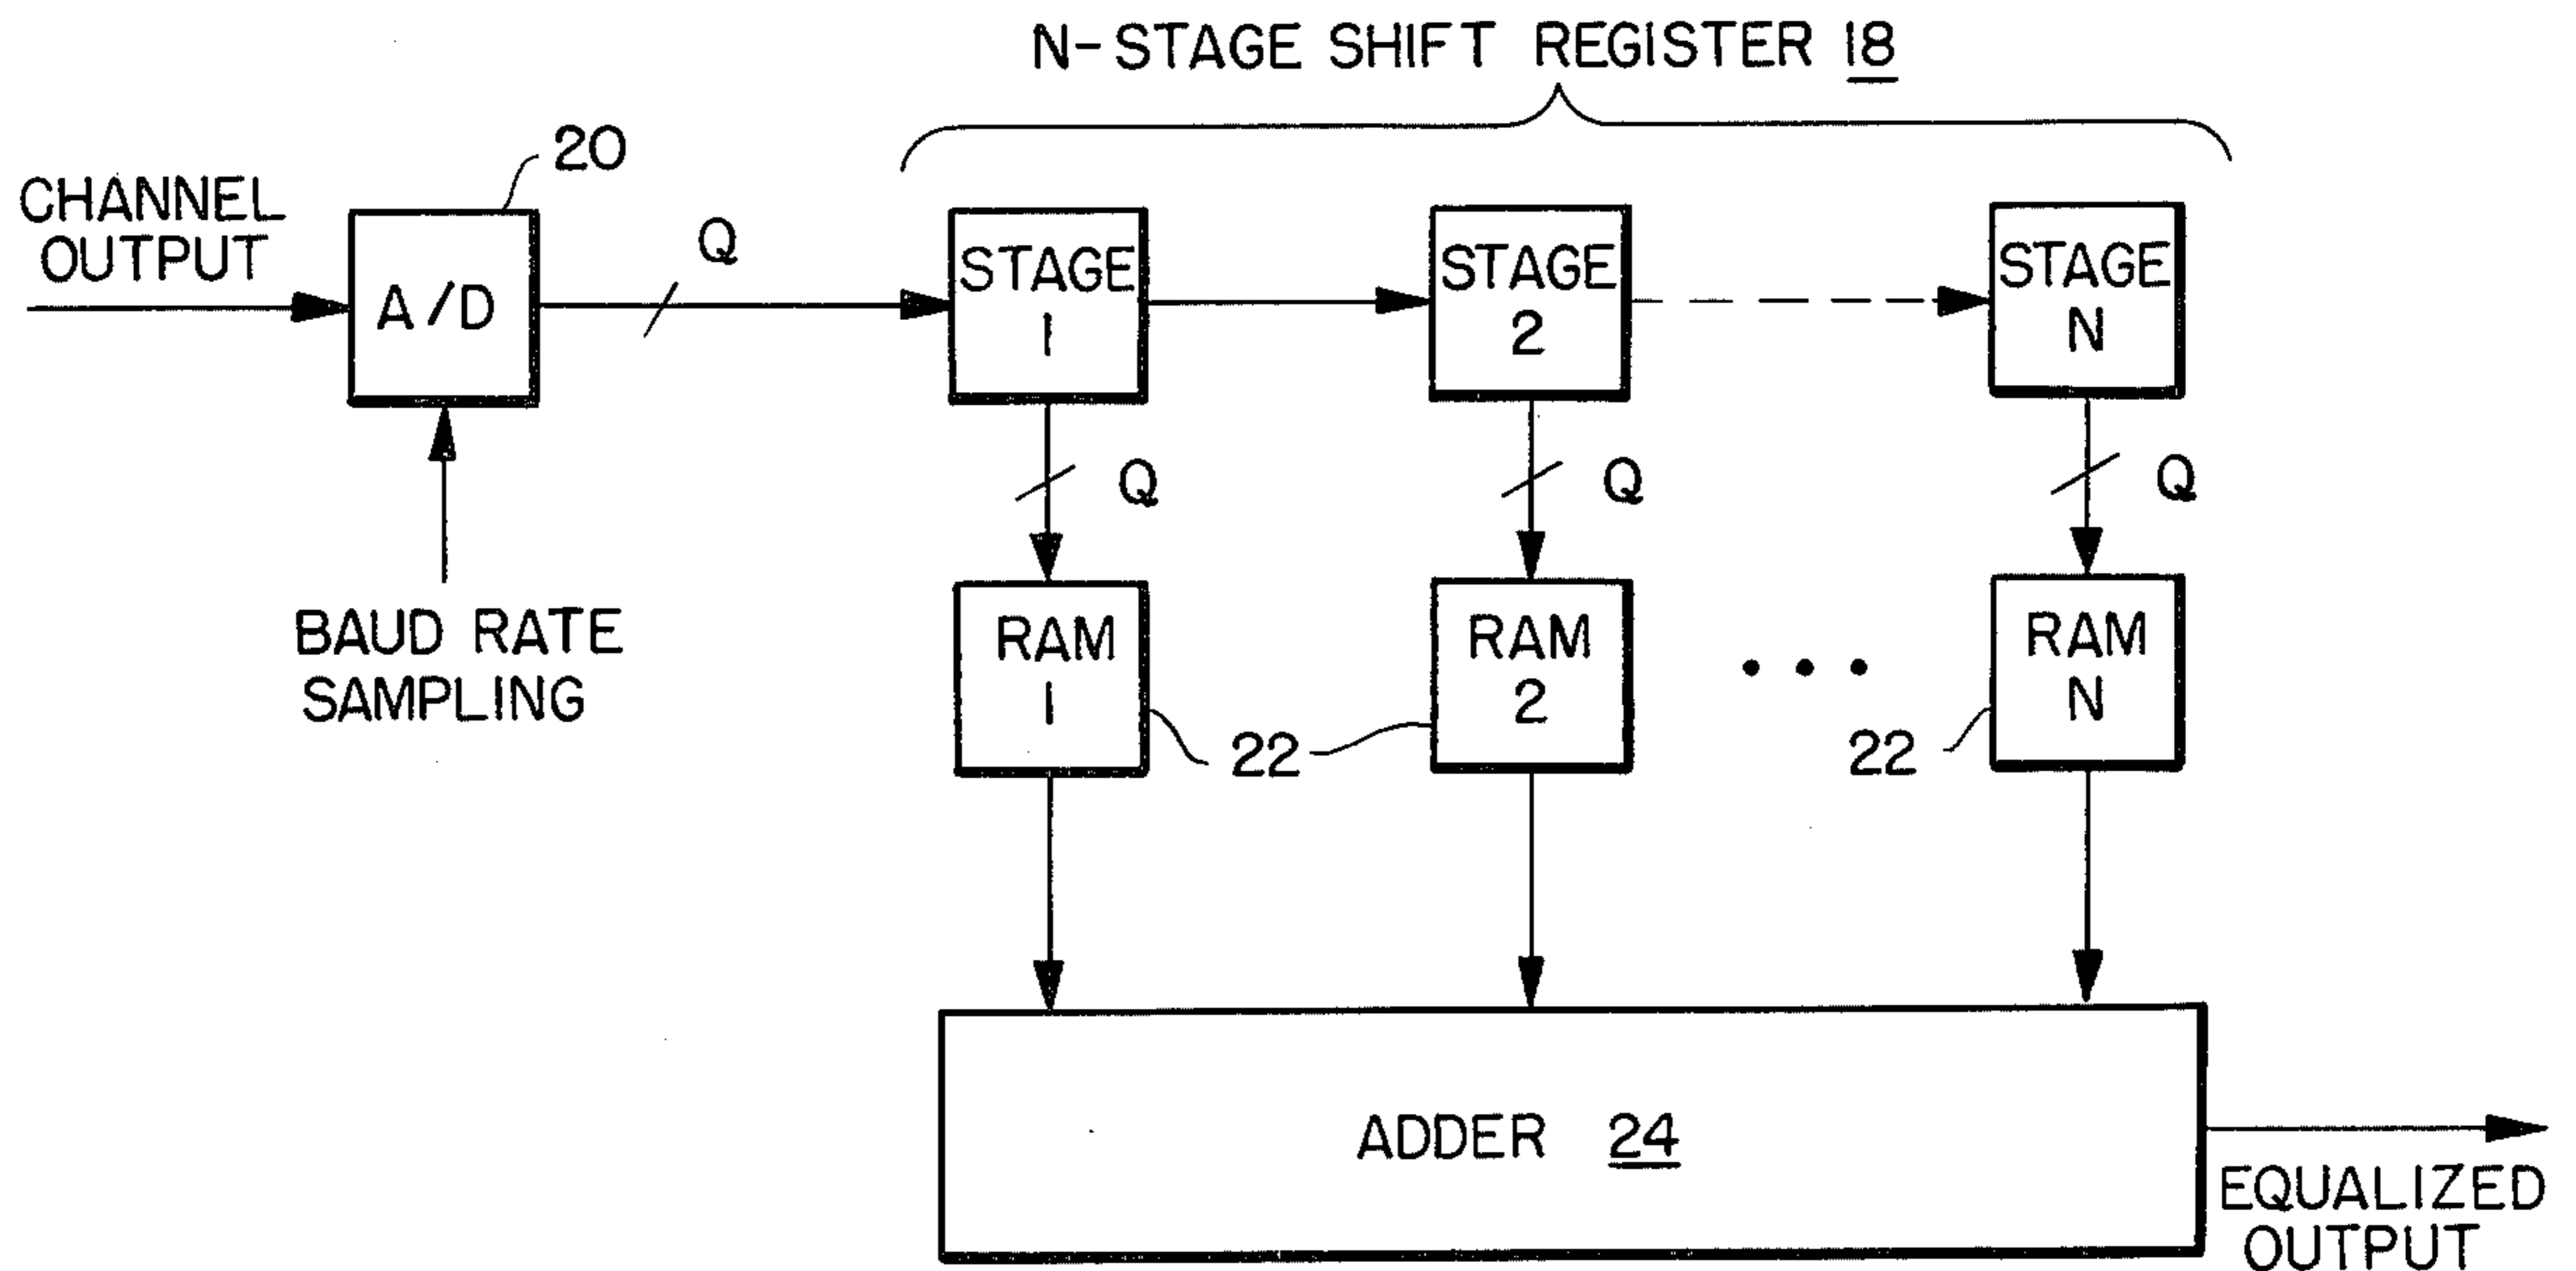 N-STAGE SHIFT REGISTER 18
20
CHANNEL
OUTPUT
A/D
Q
STAGE
1
STAGE
2
STAGE
N
Q
Q
Q
BAUD RATE
SAMPLING
RAM
1
RAM
2
RAM
N
22
22
ADDER 24
EQUALIZED
OUTPUT